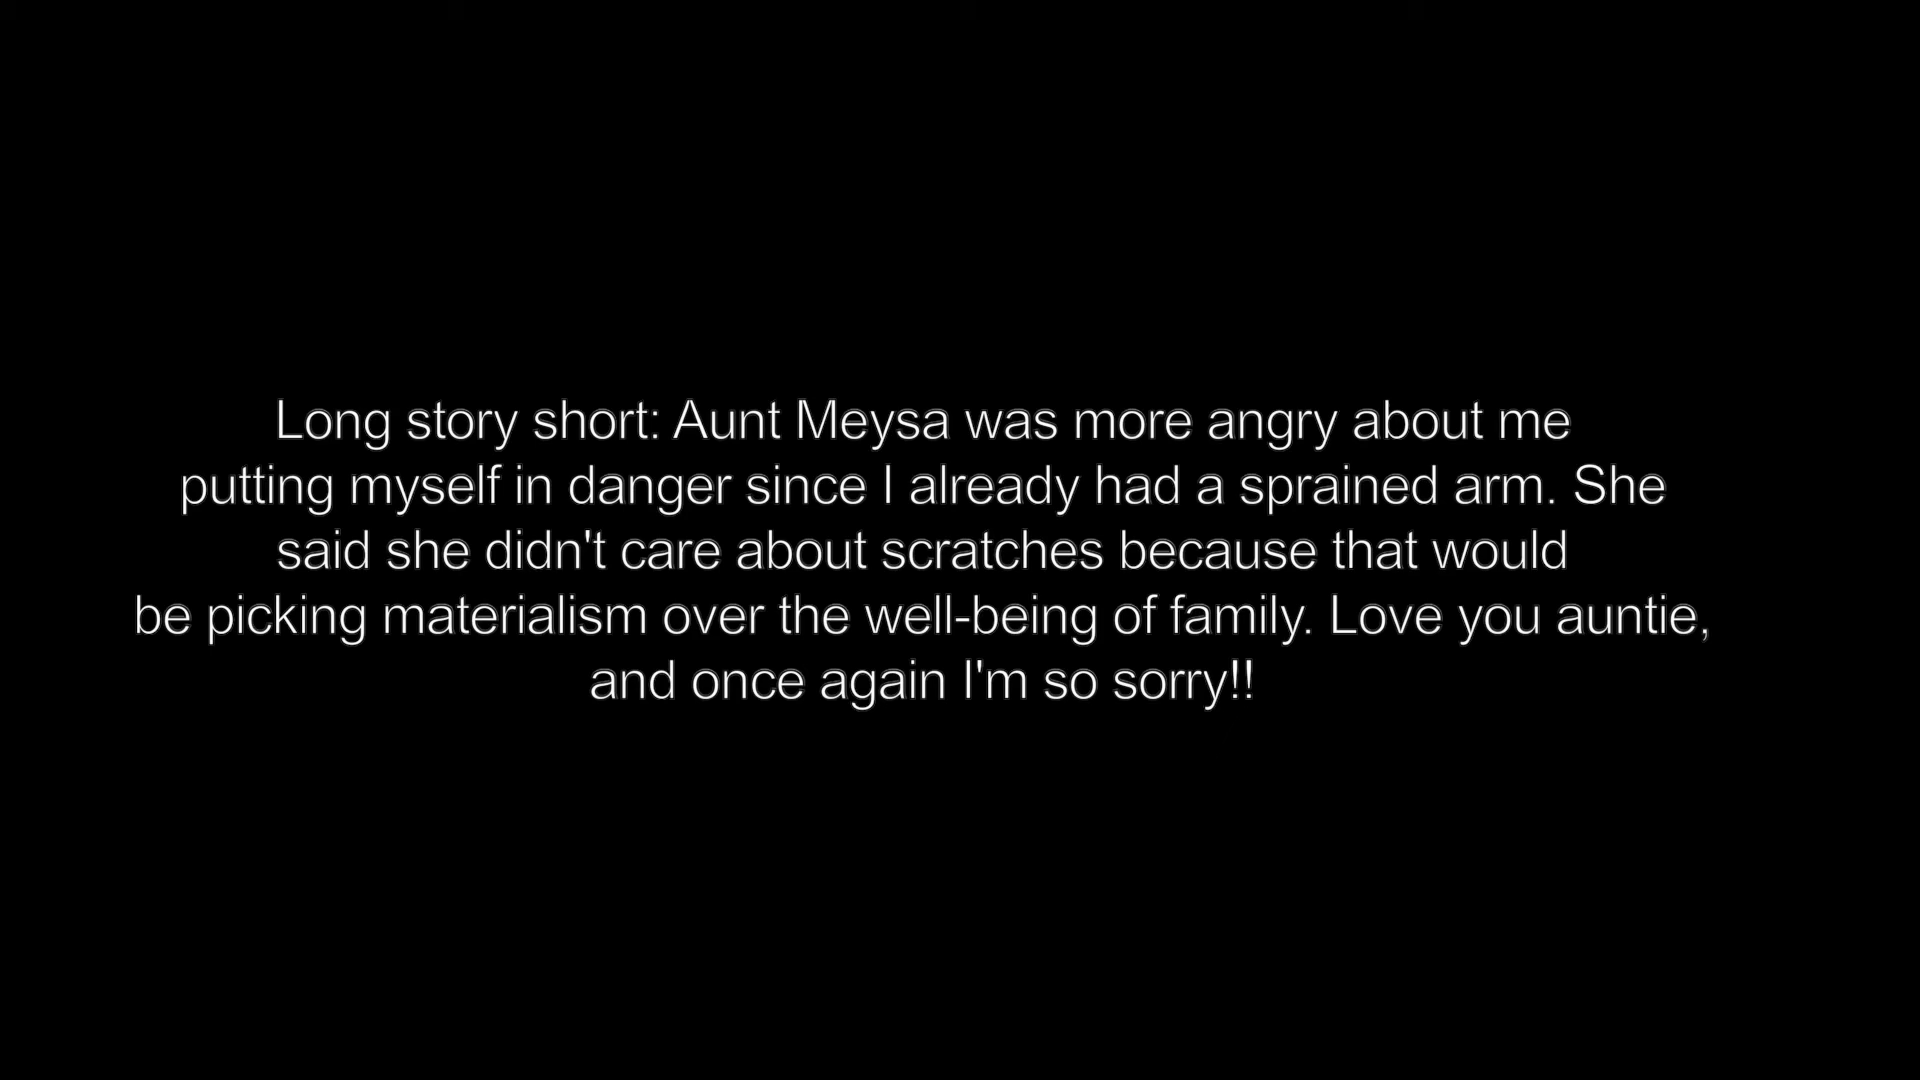 Long story short: Aunt Meysa was more angry about me
putting myself in danger since I already had a sprained arm. She
said she didn't care about scratches because that would
be picking materialism over the well-being of family. Love you auntie,
and once again I'm so sorry!!